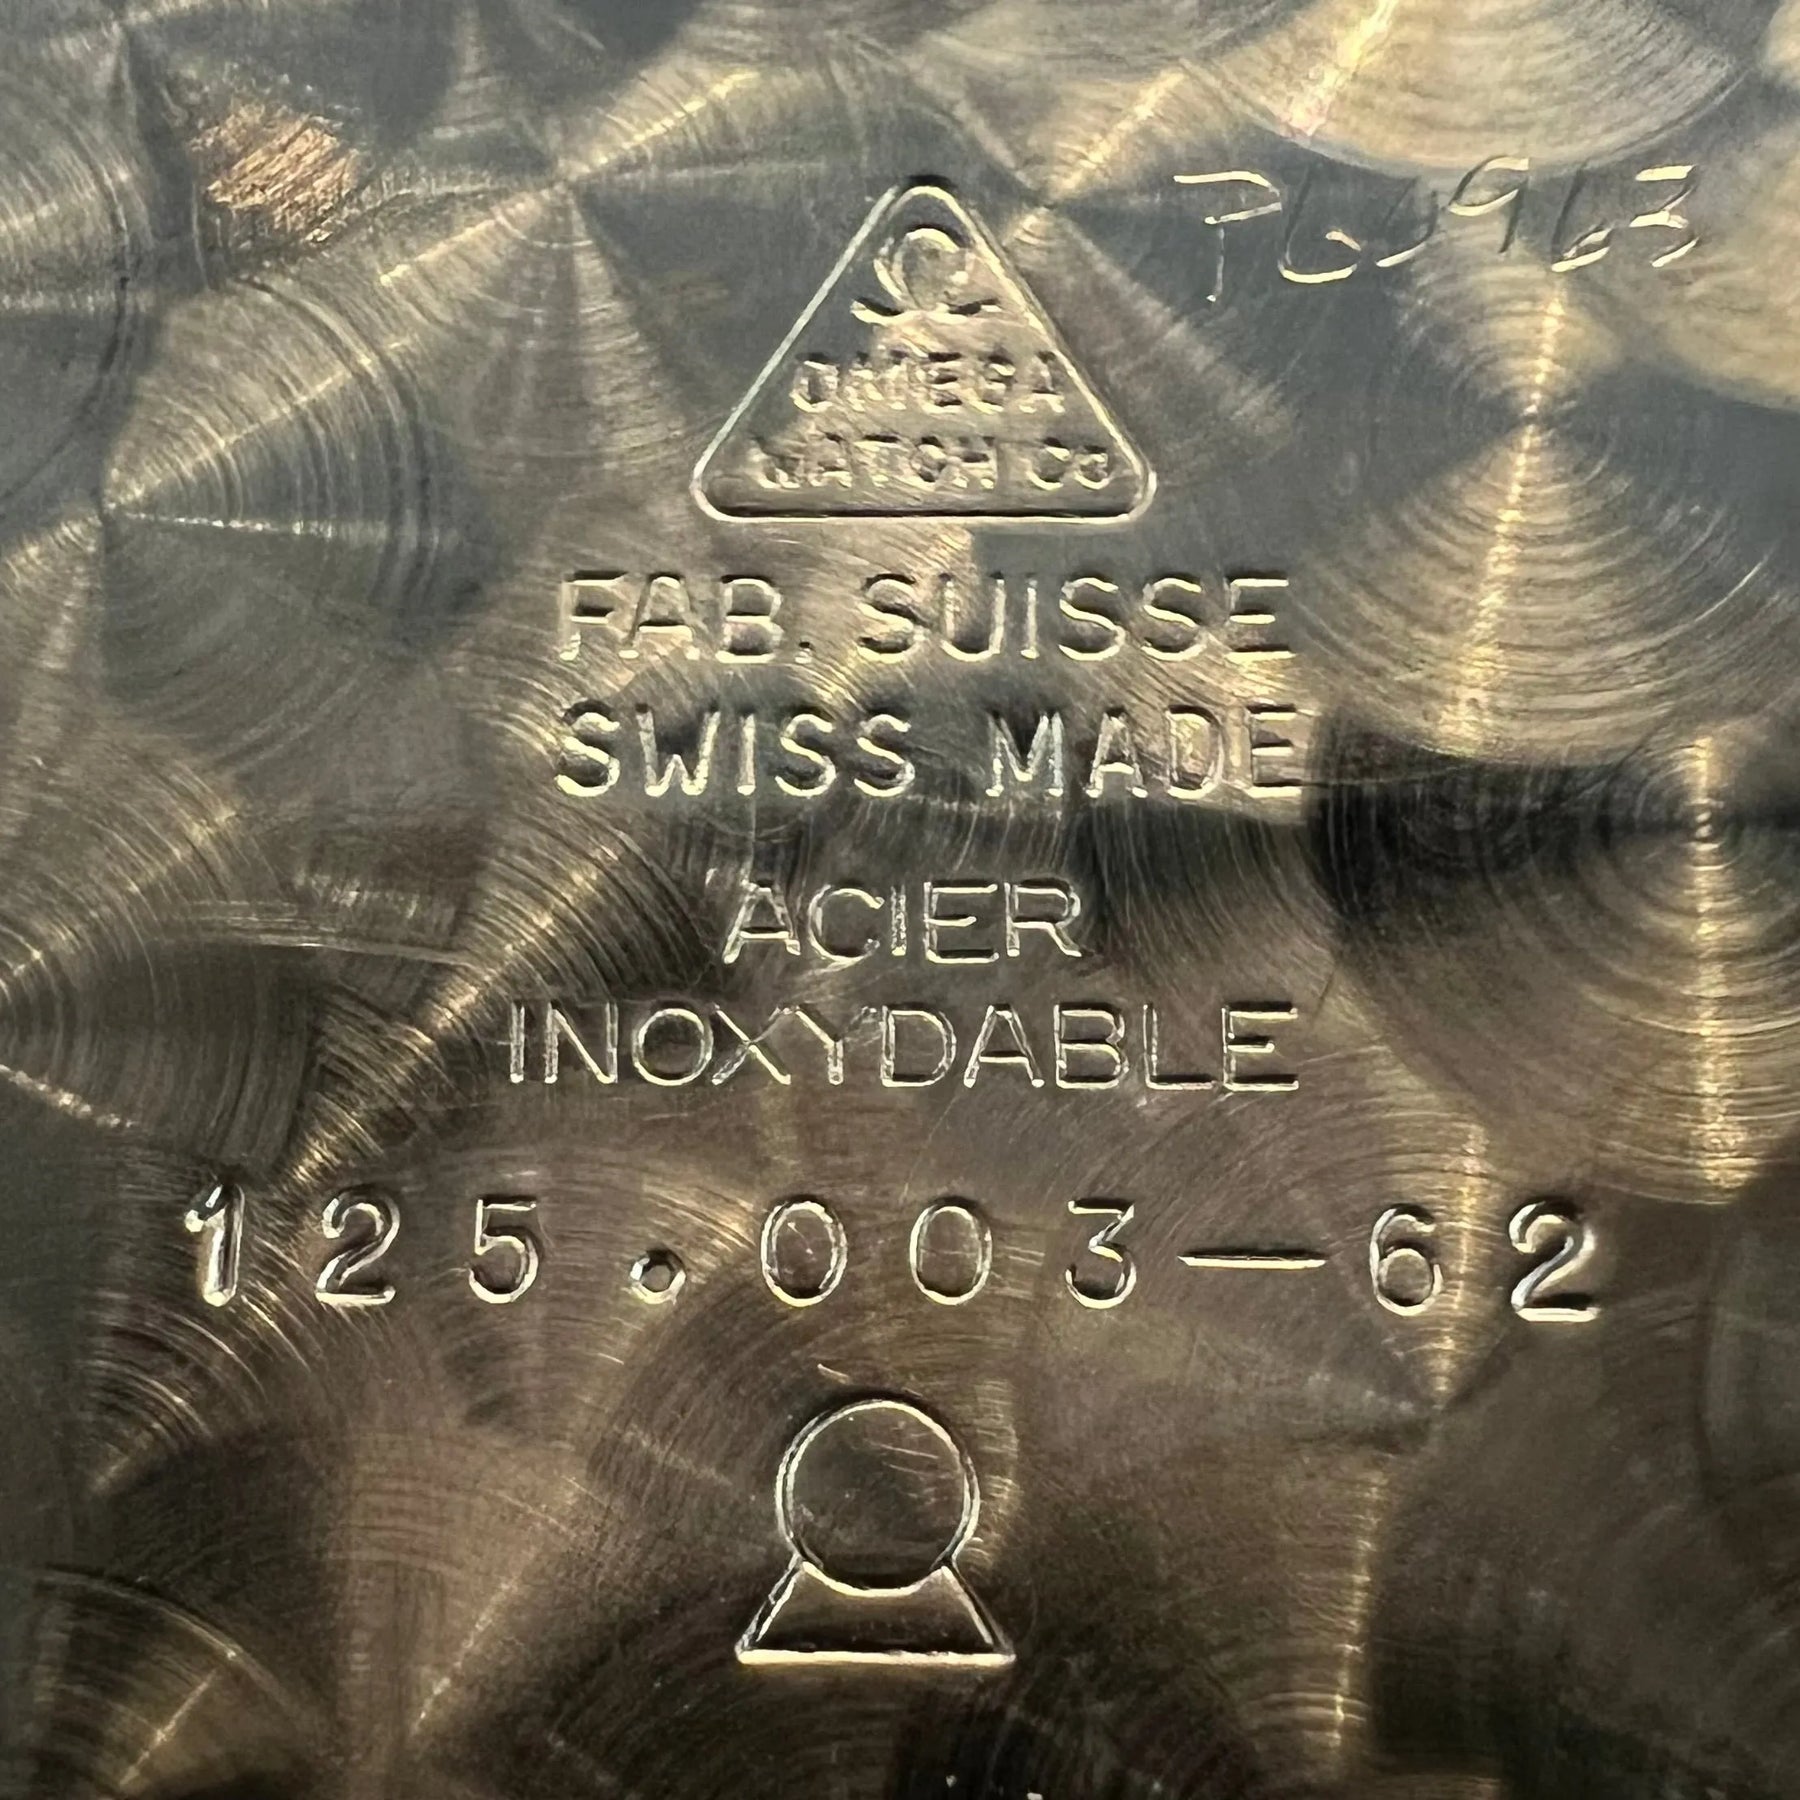 OMEGA
WATCH Co
FAB. SUISSE
SWISS MADE
ACIER
INOXYDABLE
125.003-62